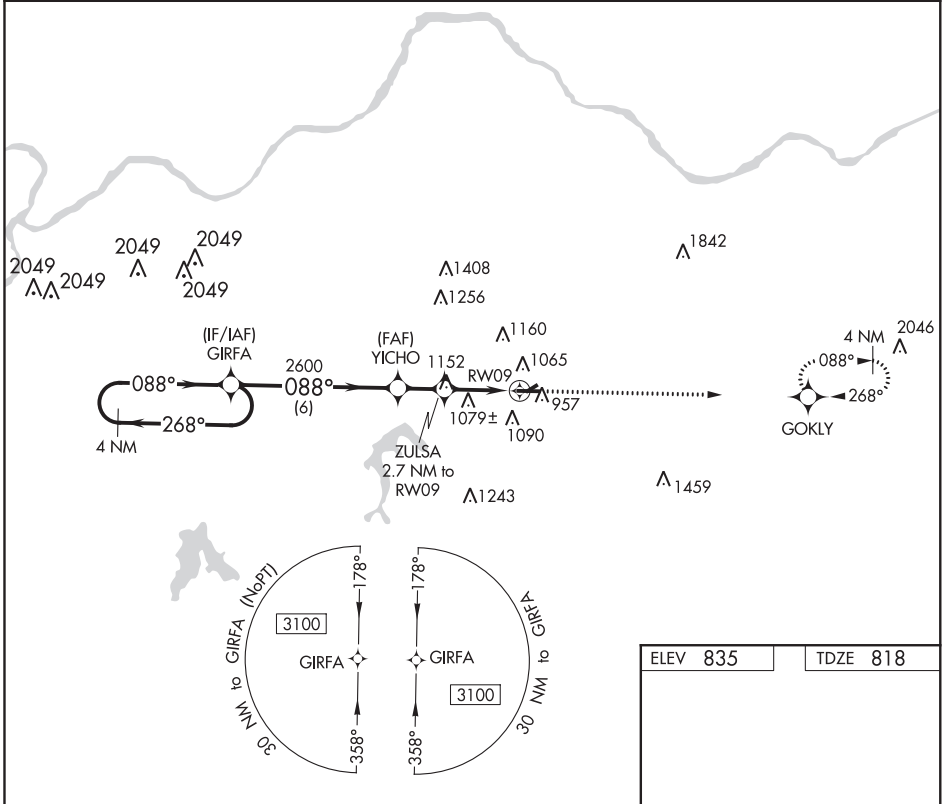 2049
2049
1842
2049
2049
2049
1408
1256
(IF/IAF)
GIRFA
(FAF)
YICHO
1160
4 NM
2046
1152
1065
088°
2600
088°
(6)
RW09
088°
268°
4 NM
1079±
957
1090
268°
GOKLY
ZULSA
2.7 NM to
RW09
1243
1459
30 NM to GIRFA (NoPT)
178°
3100
GIRFA
358°
178°
GIRFA
3100
358°
30 NM to GIRFA
ELEV 835
TDZE 818